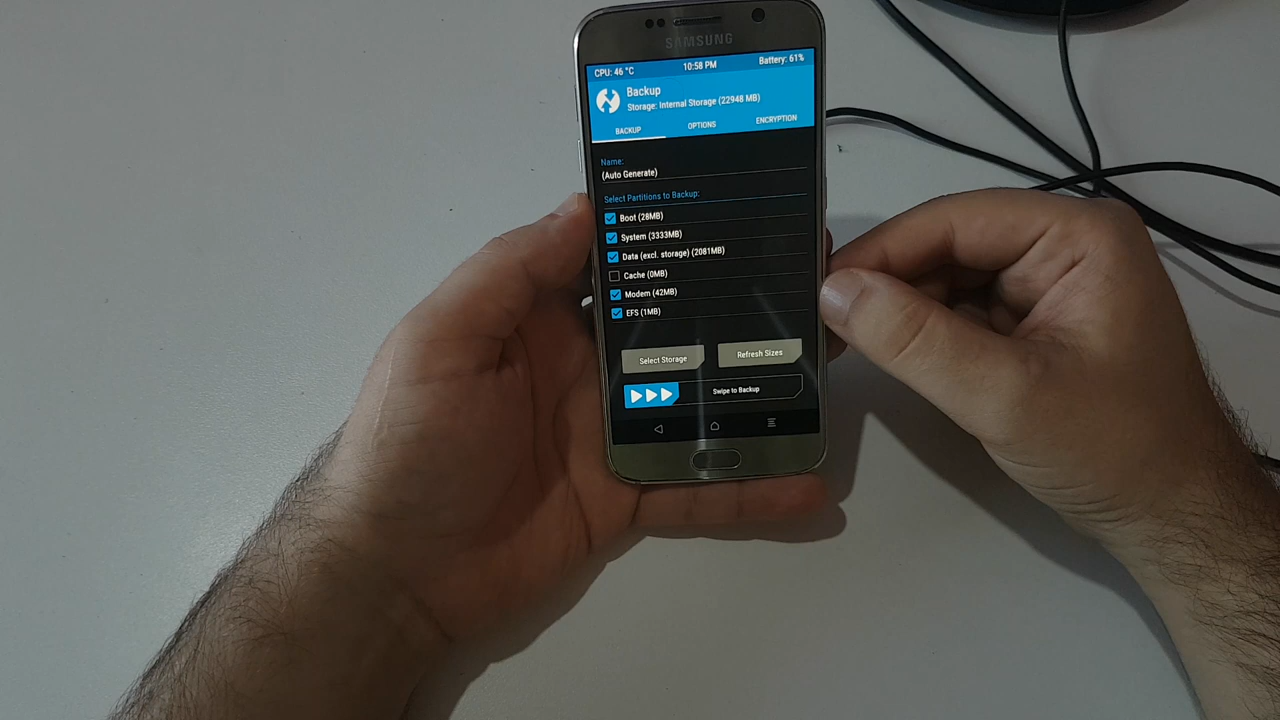 SAMSUNG
CPU: 46 °C 10:58 PM Battery: 61%
Backup
Storage: Internal Storage (22948 MB)
BACKUP OPTIONS ENCRYPTION
Name:
(Auto Generate)
Select Partitions to Backup:
Boot (28MB)
System (3333MB)
Data (excl. storage) (2081MB)
Cache (0MB)
Modem (42MB)
EFS (1MB)
Select Storage Refresh Sizes
Swipe to Backup